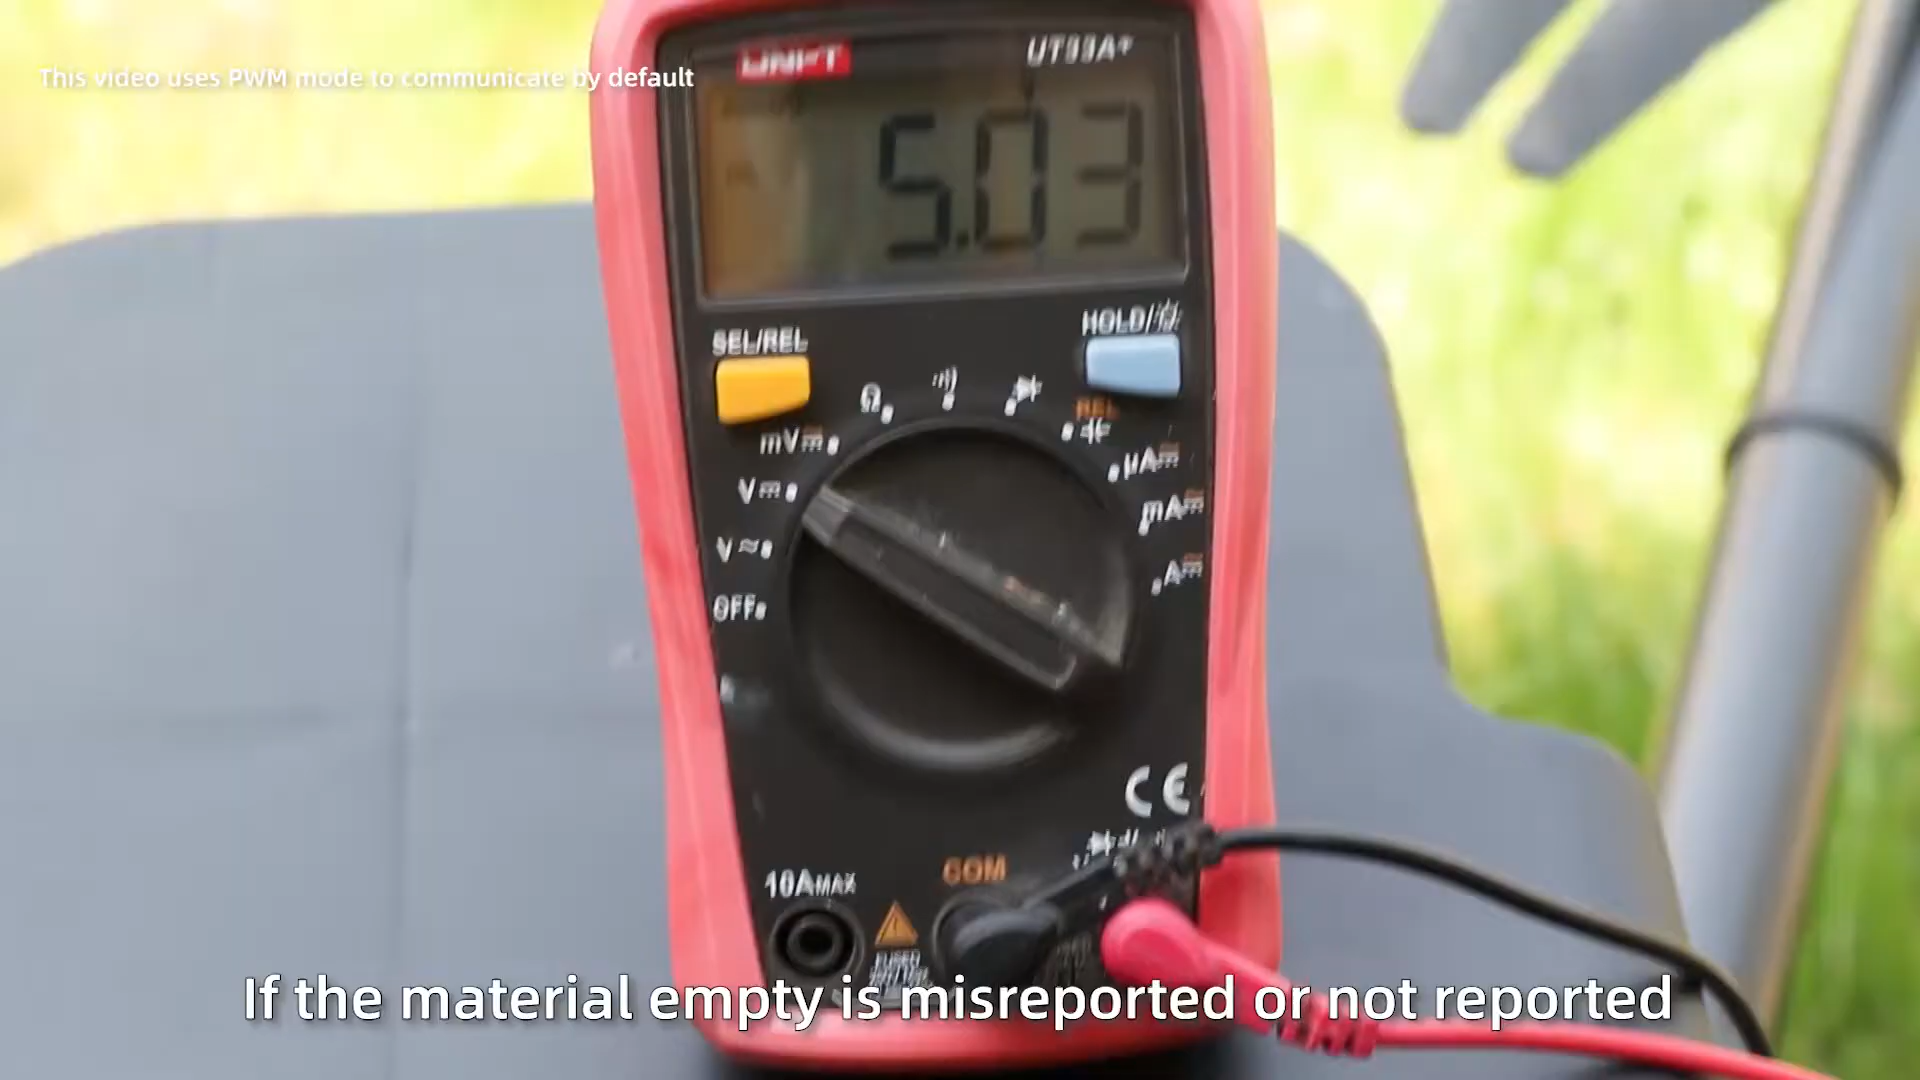 This video uses PWM mode to communicate by default
UNI-T
UT33A+
5.03
SEL/REL
HOLD/
Ω
REL
mV
µA
V
mA
V
A
OFF
CE
10A MAX
COM
FUSED
If the material empty is misreported or not reported